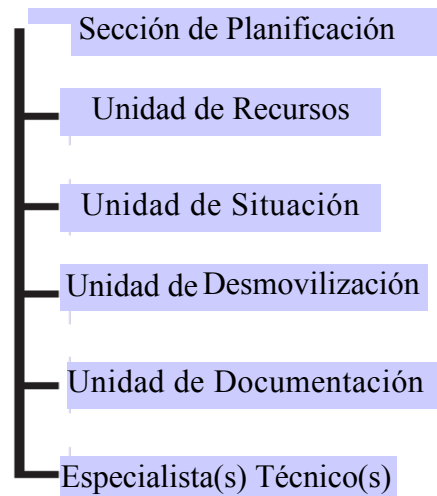 Sección de Planificación
Unidad de Recursos
Unidad de Situación
Unidad de Desmovilización
Unidad de Documentación
Especialista(s) Técnico(s)